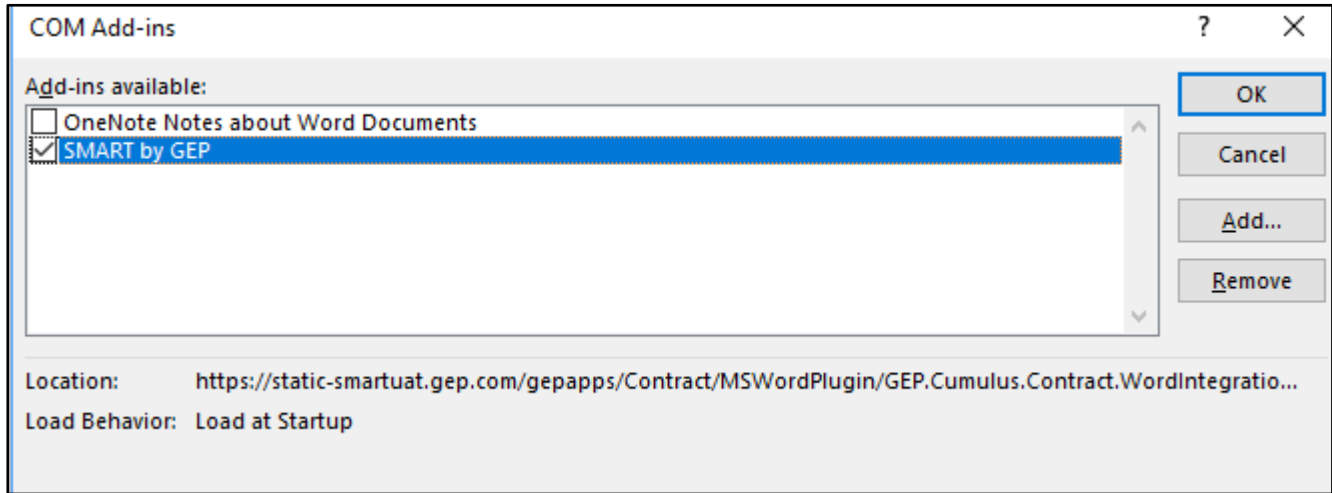 COM Add-ins
?
Add-ins available:
OK
OneNote Notes about Word Documents
SMART by GEP
Cancel
Add...
Remove
Location: https://static-smartuat.gep.com/gepapps/Contract/MSWordPlugin/GEP.Cumulus.Contract.WordIntegratio...
Load Behavior: Load at Startup